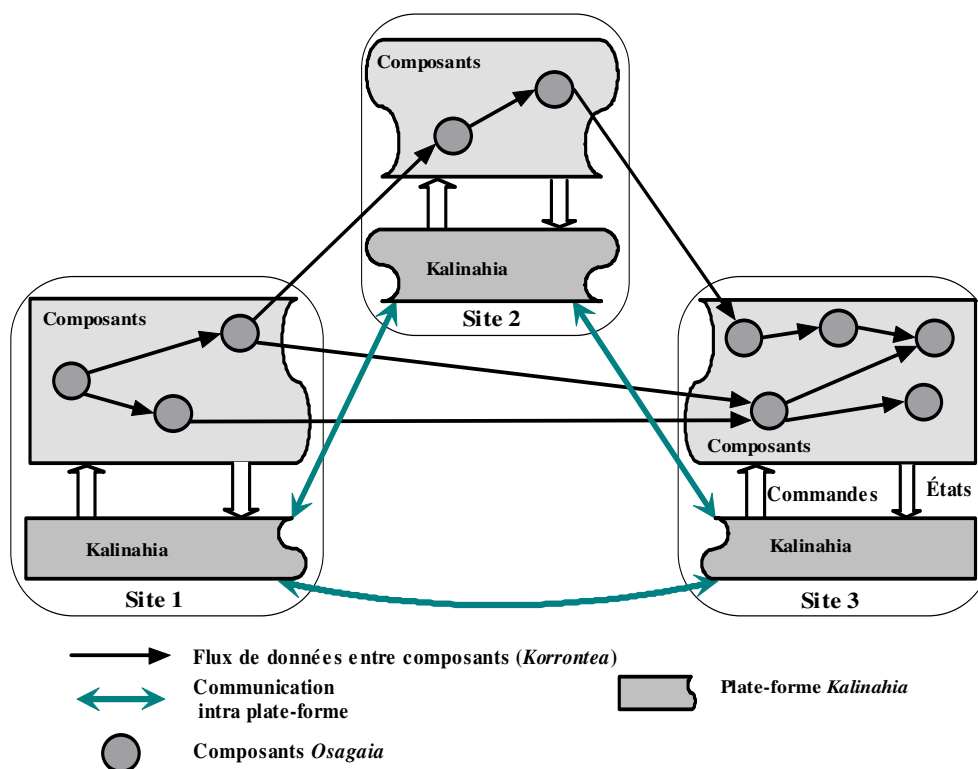 Composants
Kalinahia
Site 2
Composants
Kalinahia
Site 1
Composants
Commandes
États
Kalinahia
Site 3
Flux de données entre composants (Korrontea)
Communication
intra plate-forme
Plate-forme Kalinahia
Composants Osagaia